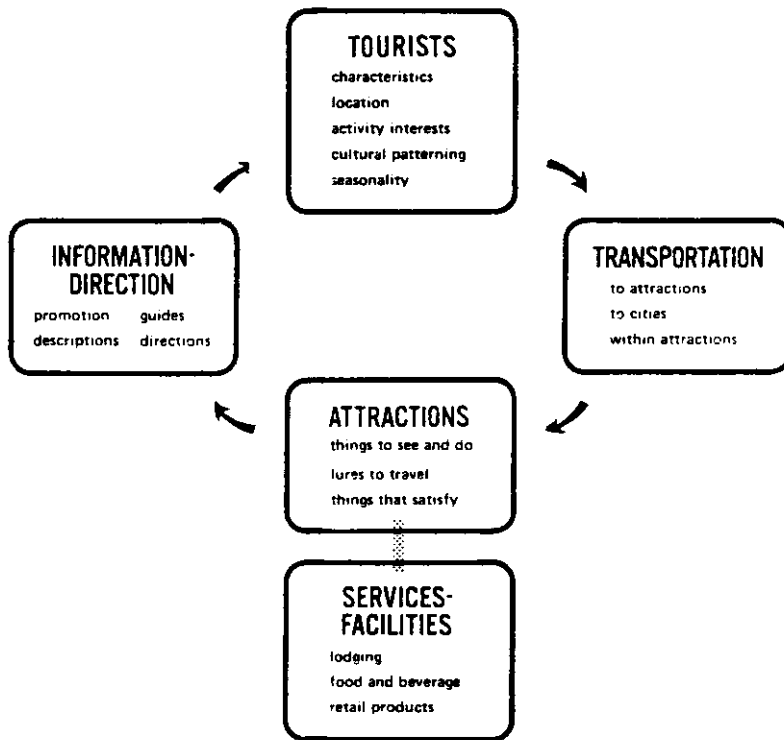 TOURISTS
characteristics
location
activity interests
cultural patterning
seasonality
INFORMATION-
DIRECTION
promotion guides
descriptions directions
TRANSPORTATION
to attractions
to cities
within attractions
ATTRACTIONS
things to see and do
lures to travel
things that satisfy
SERVICES-
FACILITIES
lodging
food and beverage
retail products